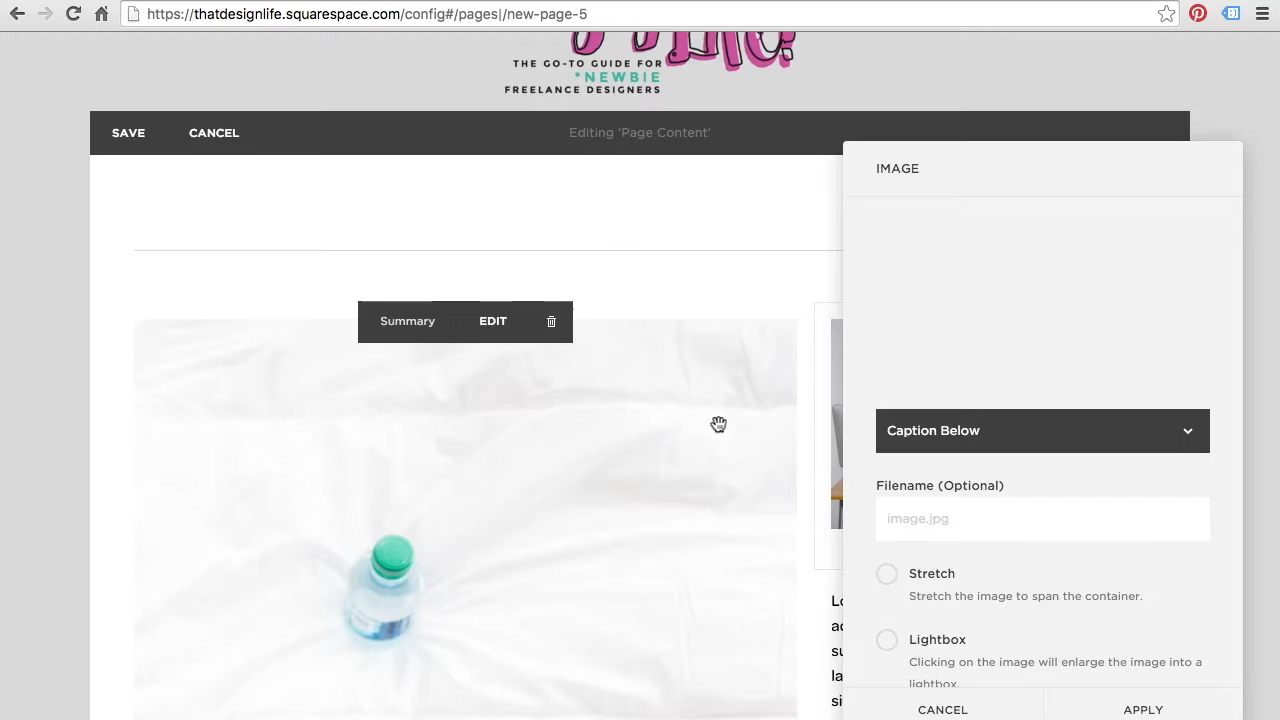 https://thatdesignlife.squarespace.com/config#/pages|/new-page-5
THE GO-TO GUIDE FOR
*NEWBIE
FREELANCE DESIGNERS
SAVE CANCEL Editing 'Page Content'
IMAGE
Summary EDIT
Caption Below
Filename (Optional)
image.jpg
Stretch
Stretch the image to span the container.
Lightbox
Clicking on the image will enlarge the image into a
lightbox.
CANCEL APPLY